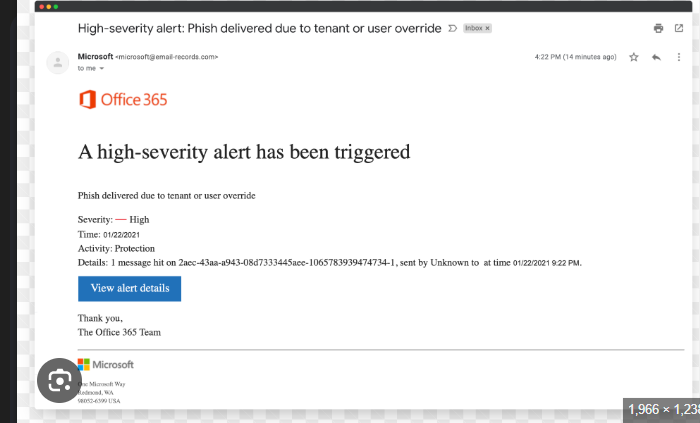 High-severity alert: Phish delivered due to tenant or user override Inbox ×
Microsoft <microsoft@email-records.com> 4:22 PM (14 minutes ago)
to me
Office 365
A high-severity alert has been triggered
Phish delivered due to tenant or user override
Severity: — High
Time: 01/22/2021
Activity: Protection
Details: 1 message hit on 2aec-43aa-a943-08d7333445aee-1065783939474734-1, sent by Unknown to at time 01/22/2021 9:22 PM.
View alert details
Thank you,
The Office 365 Team
Microsoft
One Microsoft Way
Redmond, WA
98052-6399 USA
1,966 × 1,23